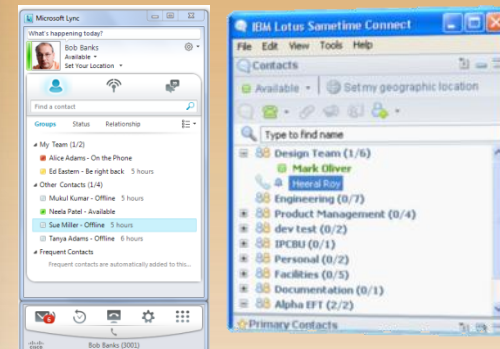 Microsoft Lync
What's happening today?
Bob Banks
Available
Set Your Location
Find a contact
Groups Status Relationship
My Team (1/2)
Alice Adams - On the Phone
Ed Eastern - Be right back 5 hours
Other Contacts (1/4)
Mukul Kumar - Offline 5 hours
Neela Patel - Available
Sue Miller - Offline 5 hours
Tanya Adams - Offline 6 hours
Frequent Contacts
Frequent contacts are automatically added to this...
6
Bob Banks (3001)
IBM Lotus Sametime Connect
File Edit View Tools Help
Contacts
Available Set my geographic location
Type to find name
Design Team (1/6)
Mark Oliver
Heeral Roy
Engineering (0/7)
Product Management (0/4)
dev test (0/2)
IPCBU (0/1)
Personal (0/2)
Facilities (0/5)
Documentation (0/1)
Alpha EFT (2/2)
Primary Contacts